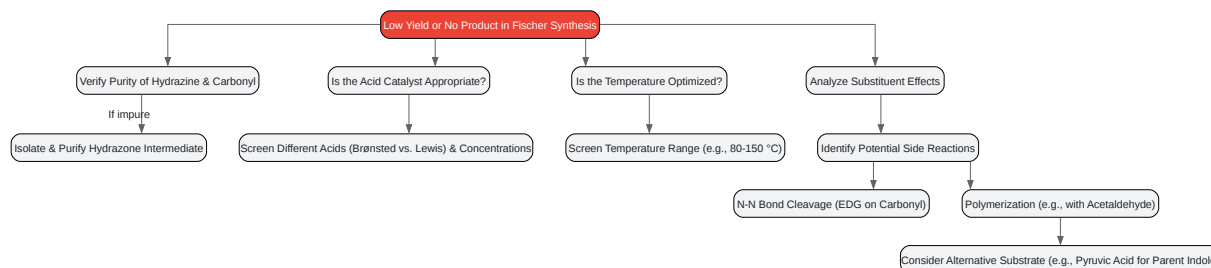 Low Yield or No Product in Fischer Synthesis
Verify Purity of Hydrazine & Carbonyl
Is the Acid Catalyst Appropriate?
Is the Temperature Optimized?
Analyze Substituent Effects
If impure
Isolate & Purify Hydrazone Intermediate
Screen Different Acids (Brønsted vs. Lewis) & Concentrations
Screen Temperature Range (e.g., 80-150 °C)
Identify Potential Side Reactions
N-N Bond Cleavage (EDG on Carbonyl)
Polymerization (e.g., with Acetaldehyde)
Consider Alternative Substrate (e.g., Pyruvic Acid for Parent Indol